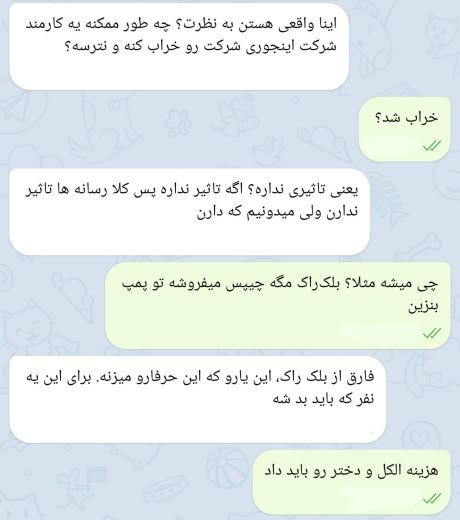 اینا واقعی هستن به نظرت؟ چه طور ممکنه یه کارمند
شرکت اینجوری شرکت رو خراب کنه و نترسه؟
خراب شد؟
یعنی تاثیری نداره؟ اگه تاثیر نداره پس کلا رسانه ها تاثیر
ندارن ولی میدونیم که دارن
چی میشه مثلا؟ بلک‌راک مگه چیپس میفروشه تو پمپ
بنزین
فارق از بلک راک، این یارو که این حرفارو میزنه. برای این یه
نفر که باید بد شه
هزینه الکل و دختر رو باید داد